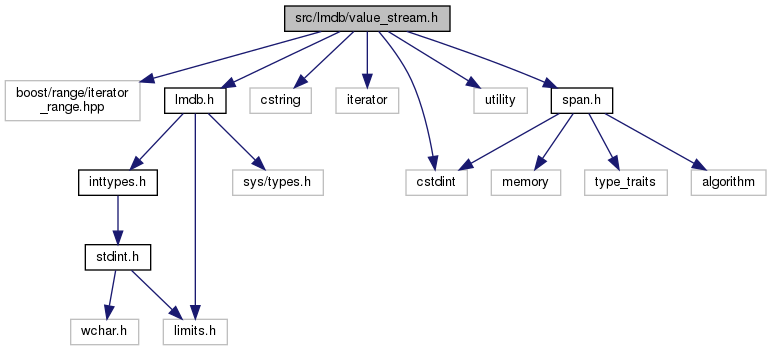 src/lmdb/value_stream.h
boost/range/iterator
_range.hpp
lmdb.h
cstring
iterator
utility
span.h
inttypes.h
sys/types.h
cstdint
memory
type_traits
algorithm
stdint.h
wchar.h
limits.h